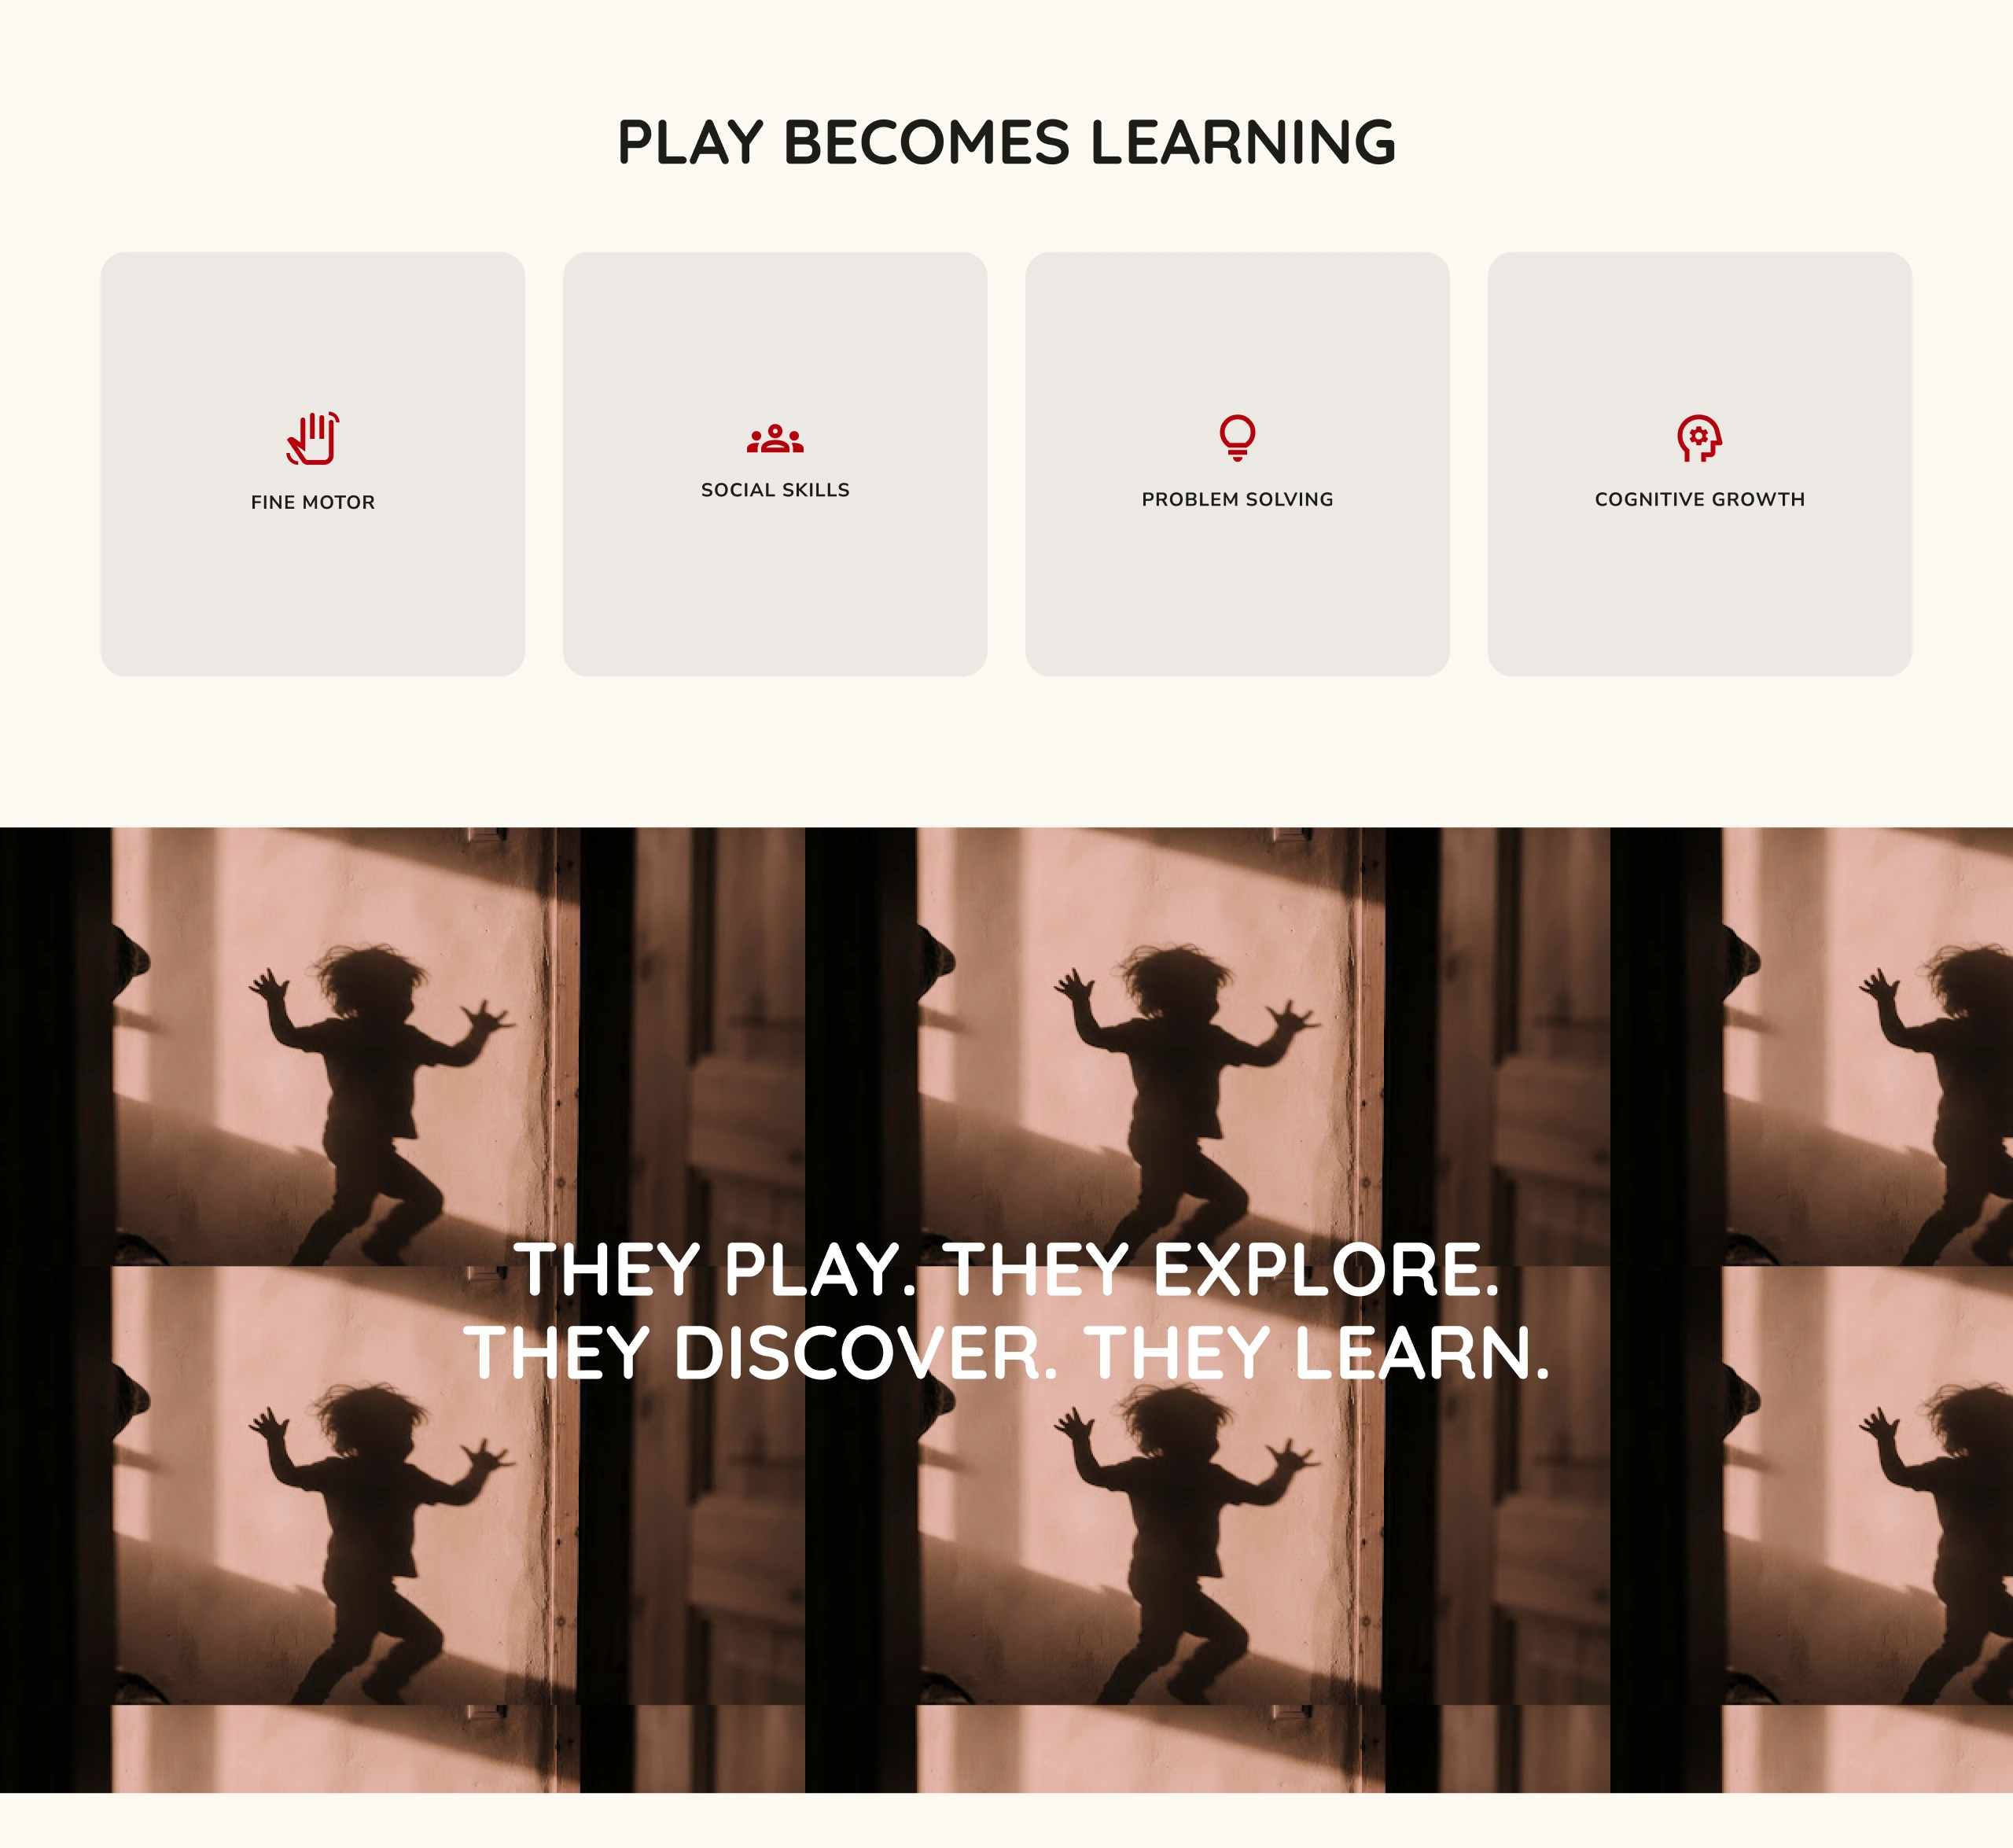 PLAY BECOMES LEARNING
FINE MOTOR
SOCIAL SKILLS
PROBLEM SOLVING
COGNITIVE GROWTH
THEY PLAY. THEY EXPLORE.
THEY DISCOVER. THEY LEARN.